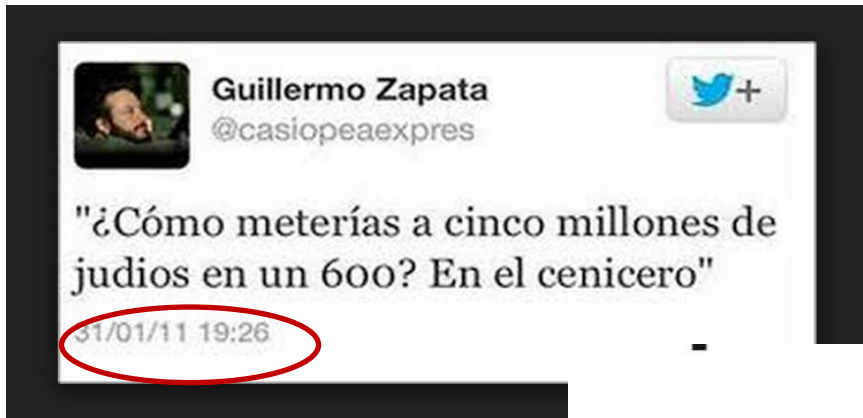 Guillermo Zapata
@casiopeaexpres
+
"¿Cómo meterías a cinco millones de
judios en un 600? En el cenicero"
31/01/11 19:26